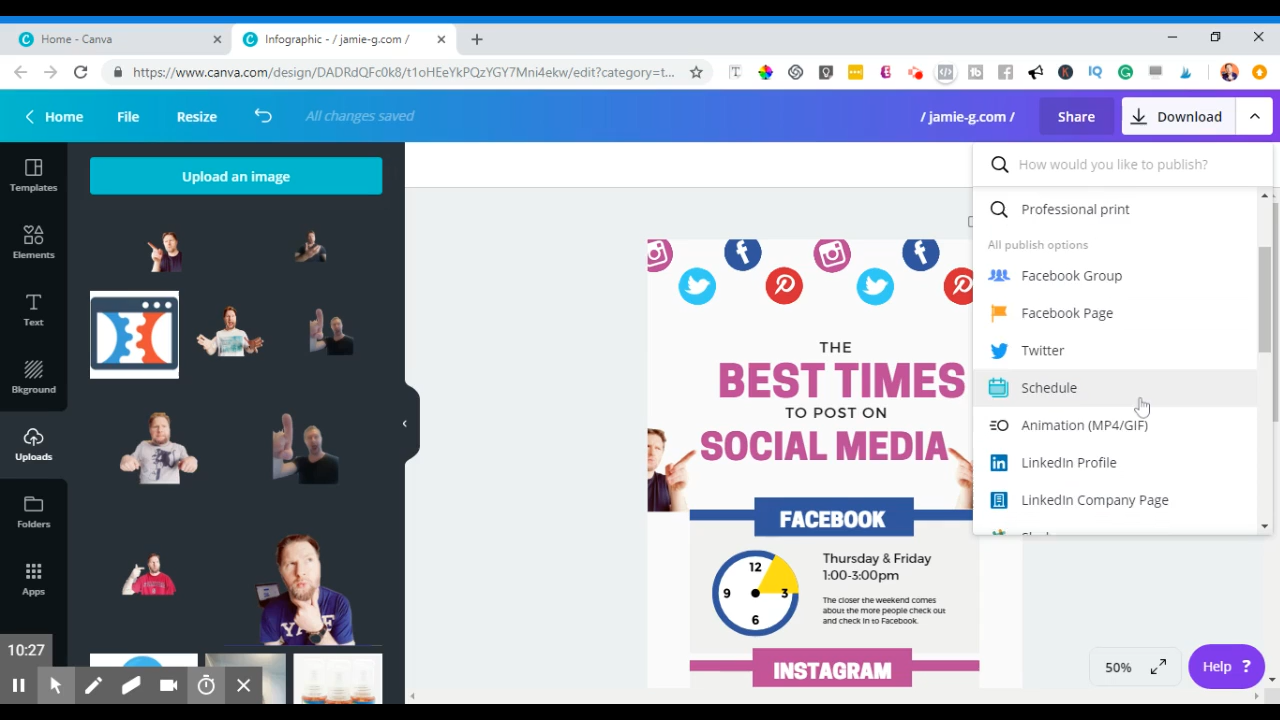 Home - Canva
Infographic - / jamie-g.com /
https://www.canva.com/design/DADRdQFc0k8/t1oHEeYkPQzYGY7Mni4ekw/edit?category=t...
Home
File
Resize
All changes saved
/ jamie-g.com /
Share
Download
Templates
Elements
Text
Bkground
Uploads
Folders
Apps
Upload an image
How would you like to publish?
Professional print
All publish options
Facebook Group
Facebook Page
Twitter
Schedule
Animation (MP4/GIF)
LinkedIn Profile
LinkedIn Company Page
THE
BEST TIMES
TO POST ON
SOCIAL MEDIA
FACEBOOK
12
3
6
9
Thursday & Friday
1:00-3:00pm
The closer the weekend comes
about the more people check out
and check in to Facebook.
INSTAGRAM
10:27
50%
Help ?